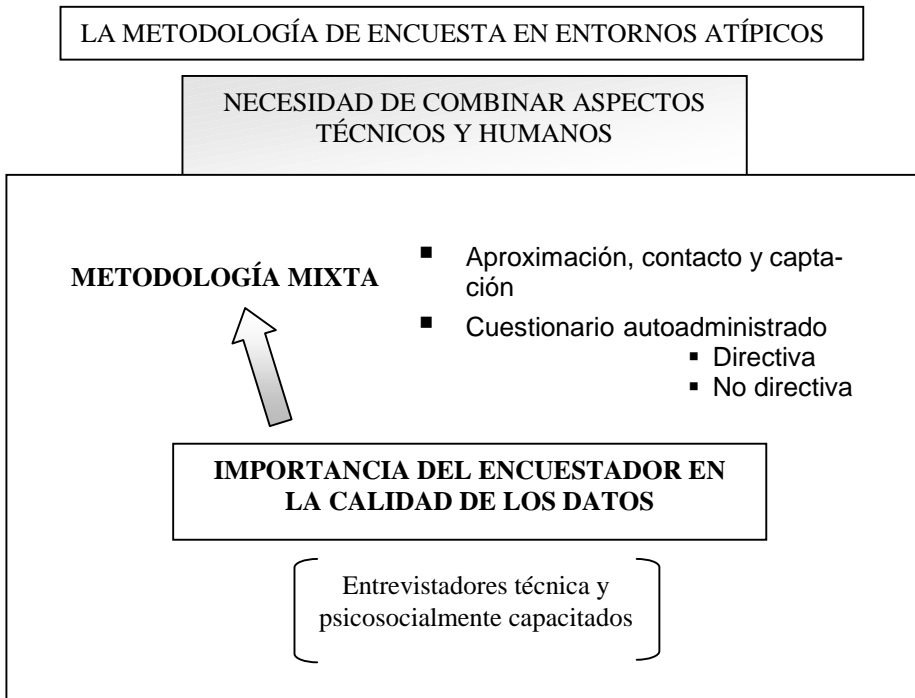 LA METODOLOGÍA DE ENCUESTA EN ENTORNOS ATÍPICOS
NECESIDAD DE COMBINAR ASPECTOS
TÉCNICOS Y HUMANOS
METODOLOGÍA MIXTA
▪ Aproximación, contacto y capta-
ción
▪ Cuestionario autoadministrado
▪ Directiva
▪ No directiva
IMPORTANCIA DEL ENCUESTADOR EN
LA CALIDAD DE LOS DATOS
Entrevistadores técnica y
psicosocialmente capacitados